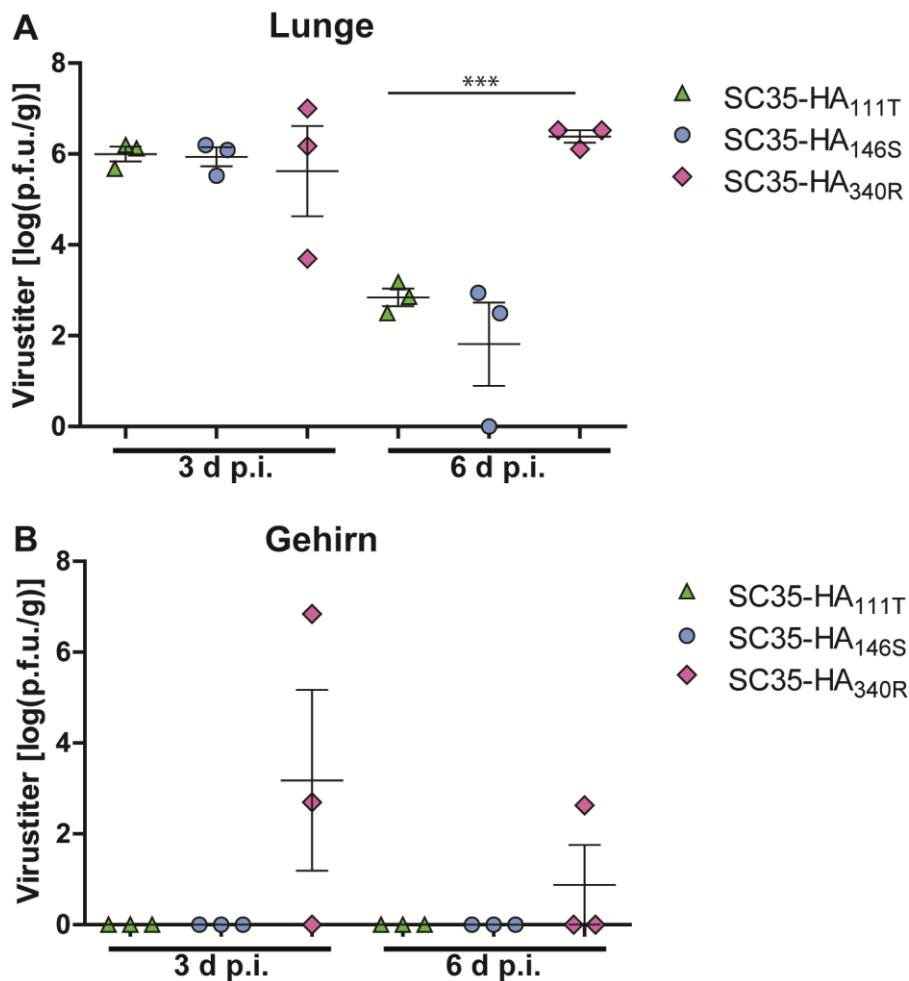 A
Lunge
Virustiter [log(p.f.u./g)]
8
6
4
2
0
***
3 d p.i.
6 d p.i.
SC35-HA111T
SC35-HA146S
SC35-HA340R
B
Gehirn
Virustiter [log(p.f.u./g)]
8
6
4
2
0
3 d p.i.
6 d p.i.
SC35-HA111T
SC35-HA146S
SC35-HA340R